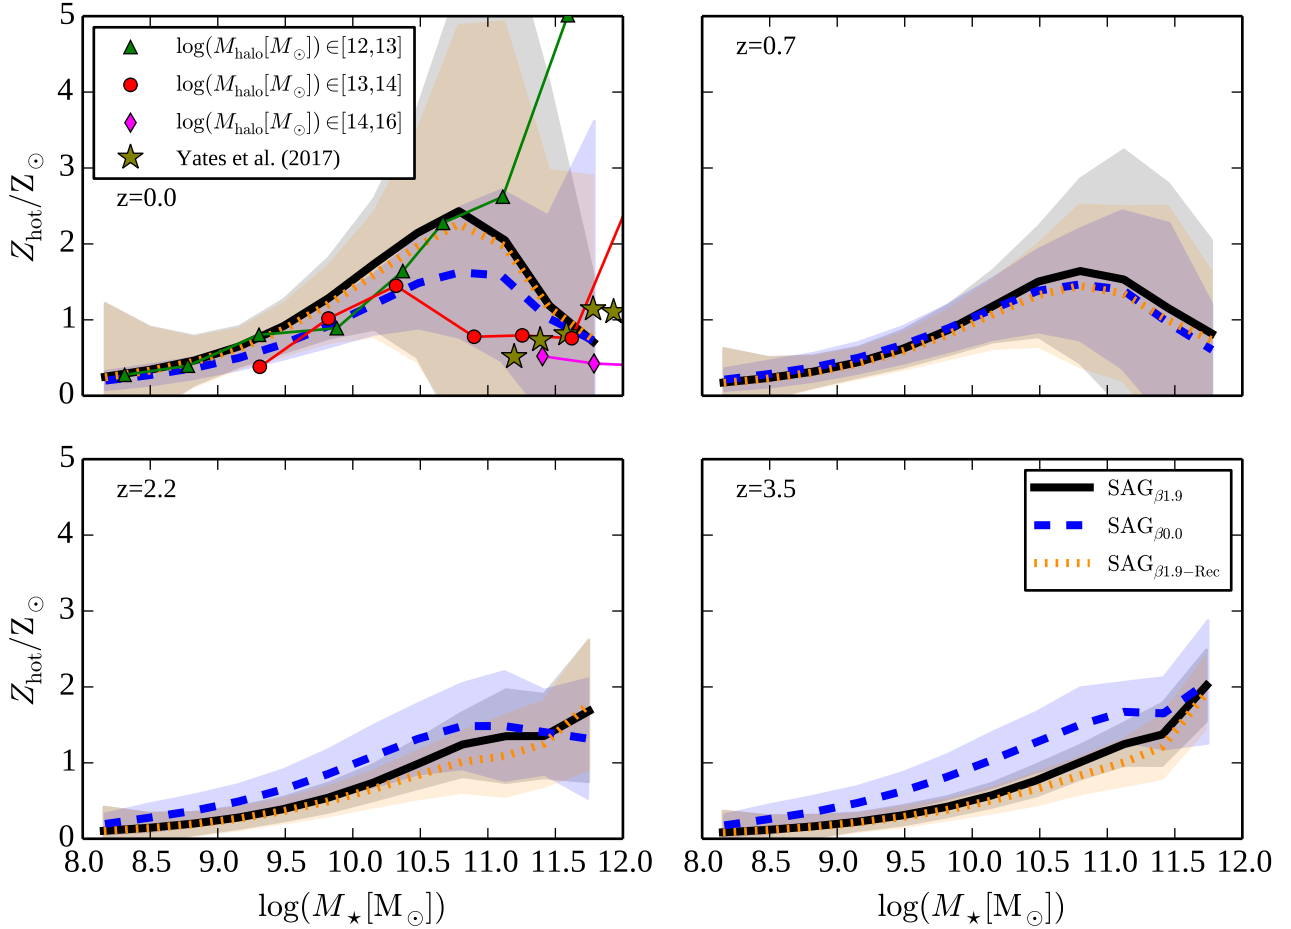 5
4
3
2
1
0
Z_hot/Z_⊙
log(M_halo[M_⊙]) ∈[12,13]
log(M_halo[M_⊙]) ∈[13,14]
log(M_halo[M_⊙]) ∈[14,16]
Yates et al. (2017)
z=0.0
z=0.7
5
4
3
2
1
0
Z_hot/Z_⊙
z=2.2
8.0 8.5 9.0 9.5 10.0 10.5 11.0 11.5 12.0
log(M_⋆[M_⊙])
z=3.5
SAG_β1.9
SAG_β0.0
SAG_β1.9−Rec
8.0 8.5 9.0 9.5 10.0 10.5 11.0 11.5 12.0
log(M_⋆[M_⊙])